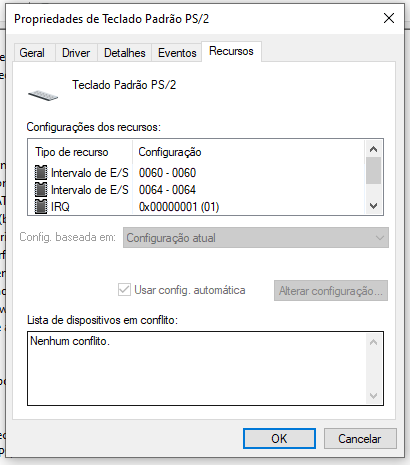 Propriedades de Teclado Padrão PS/2
Geral Driver Detalhes Eventos Recursos
Teclado Padrão PS/2
Configurações dos recursos:
Tipo de recurso Configuração
Intervalo de E/S 0060 - 0060
Intervalo de E/S 0064 - 0064
IRQ 0x00000001 (01)
Config. baseada em: Configuração atual
Usar config. automática Alterar configuração...
Lista de dispositivos em conflito:
Nenhum conflito.
OK Cancelar